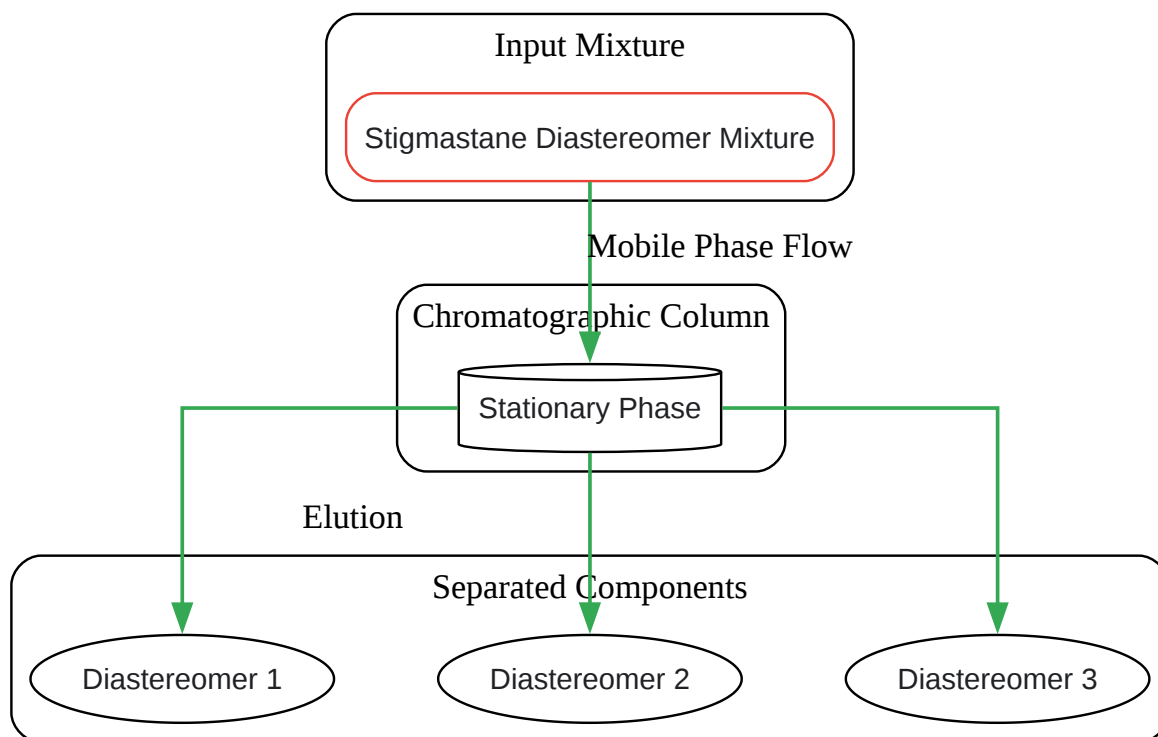 Input Mixture
Stigmastane Diastereomer Mixture
Mobile Phase Flow
Chromatographic Column
Stationary Phase
Elution
Separated Components
Diastereomer 1
Diastereomer 2
Diastereomer 3